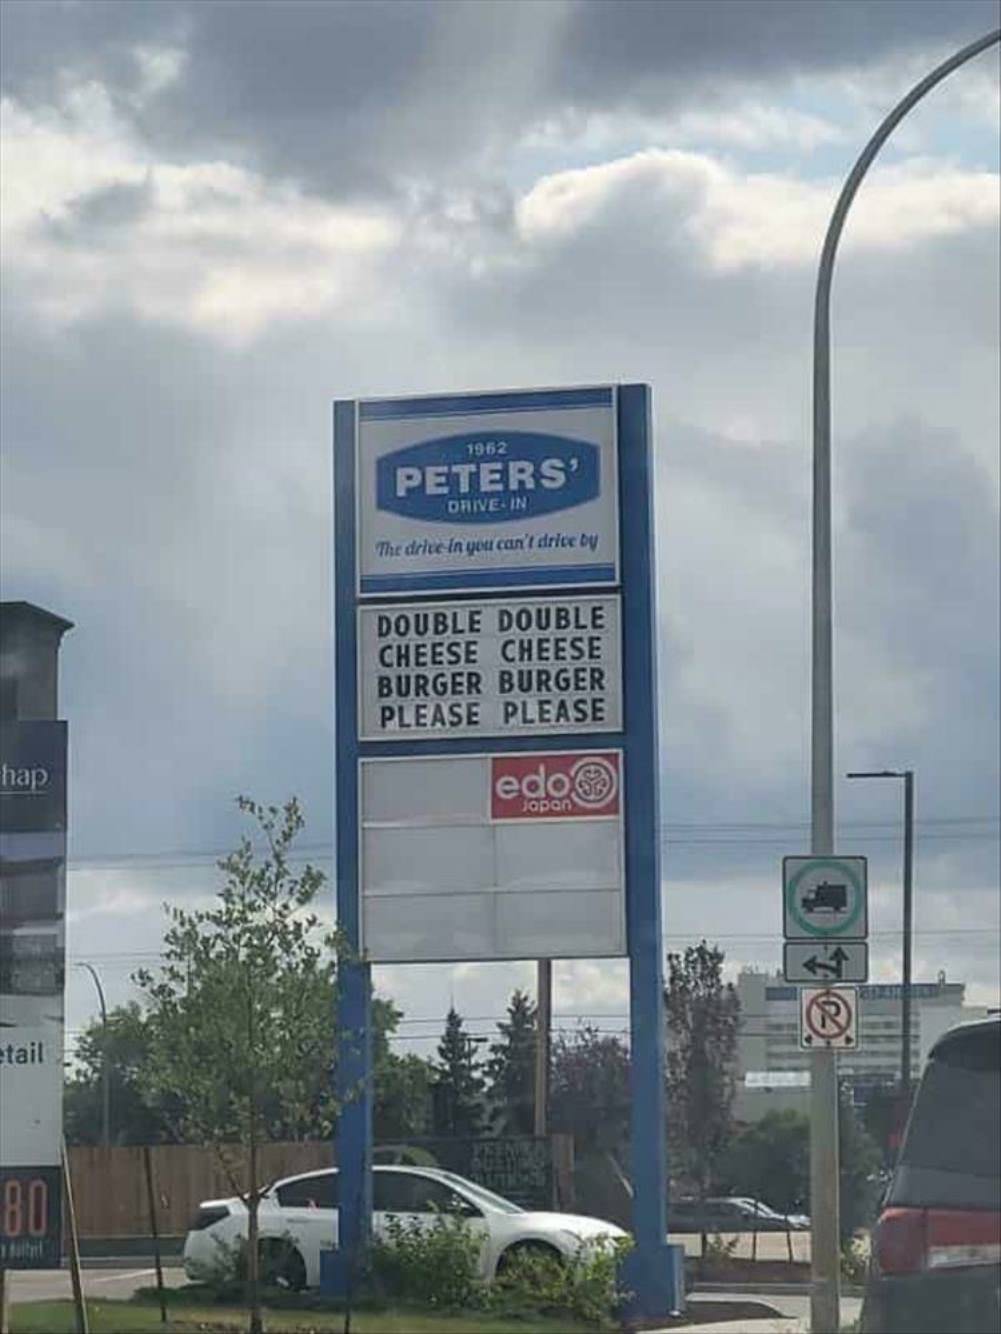 1962
PETERS'
DRIVE-IN
The drive-in you can't drive by
DOUBLE DOUBLE
CHEESE CHEESE
BURGER BURGER
PLEASE PLEASE
edo
Japan
hap
etail
80
P